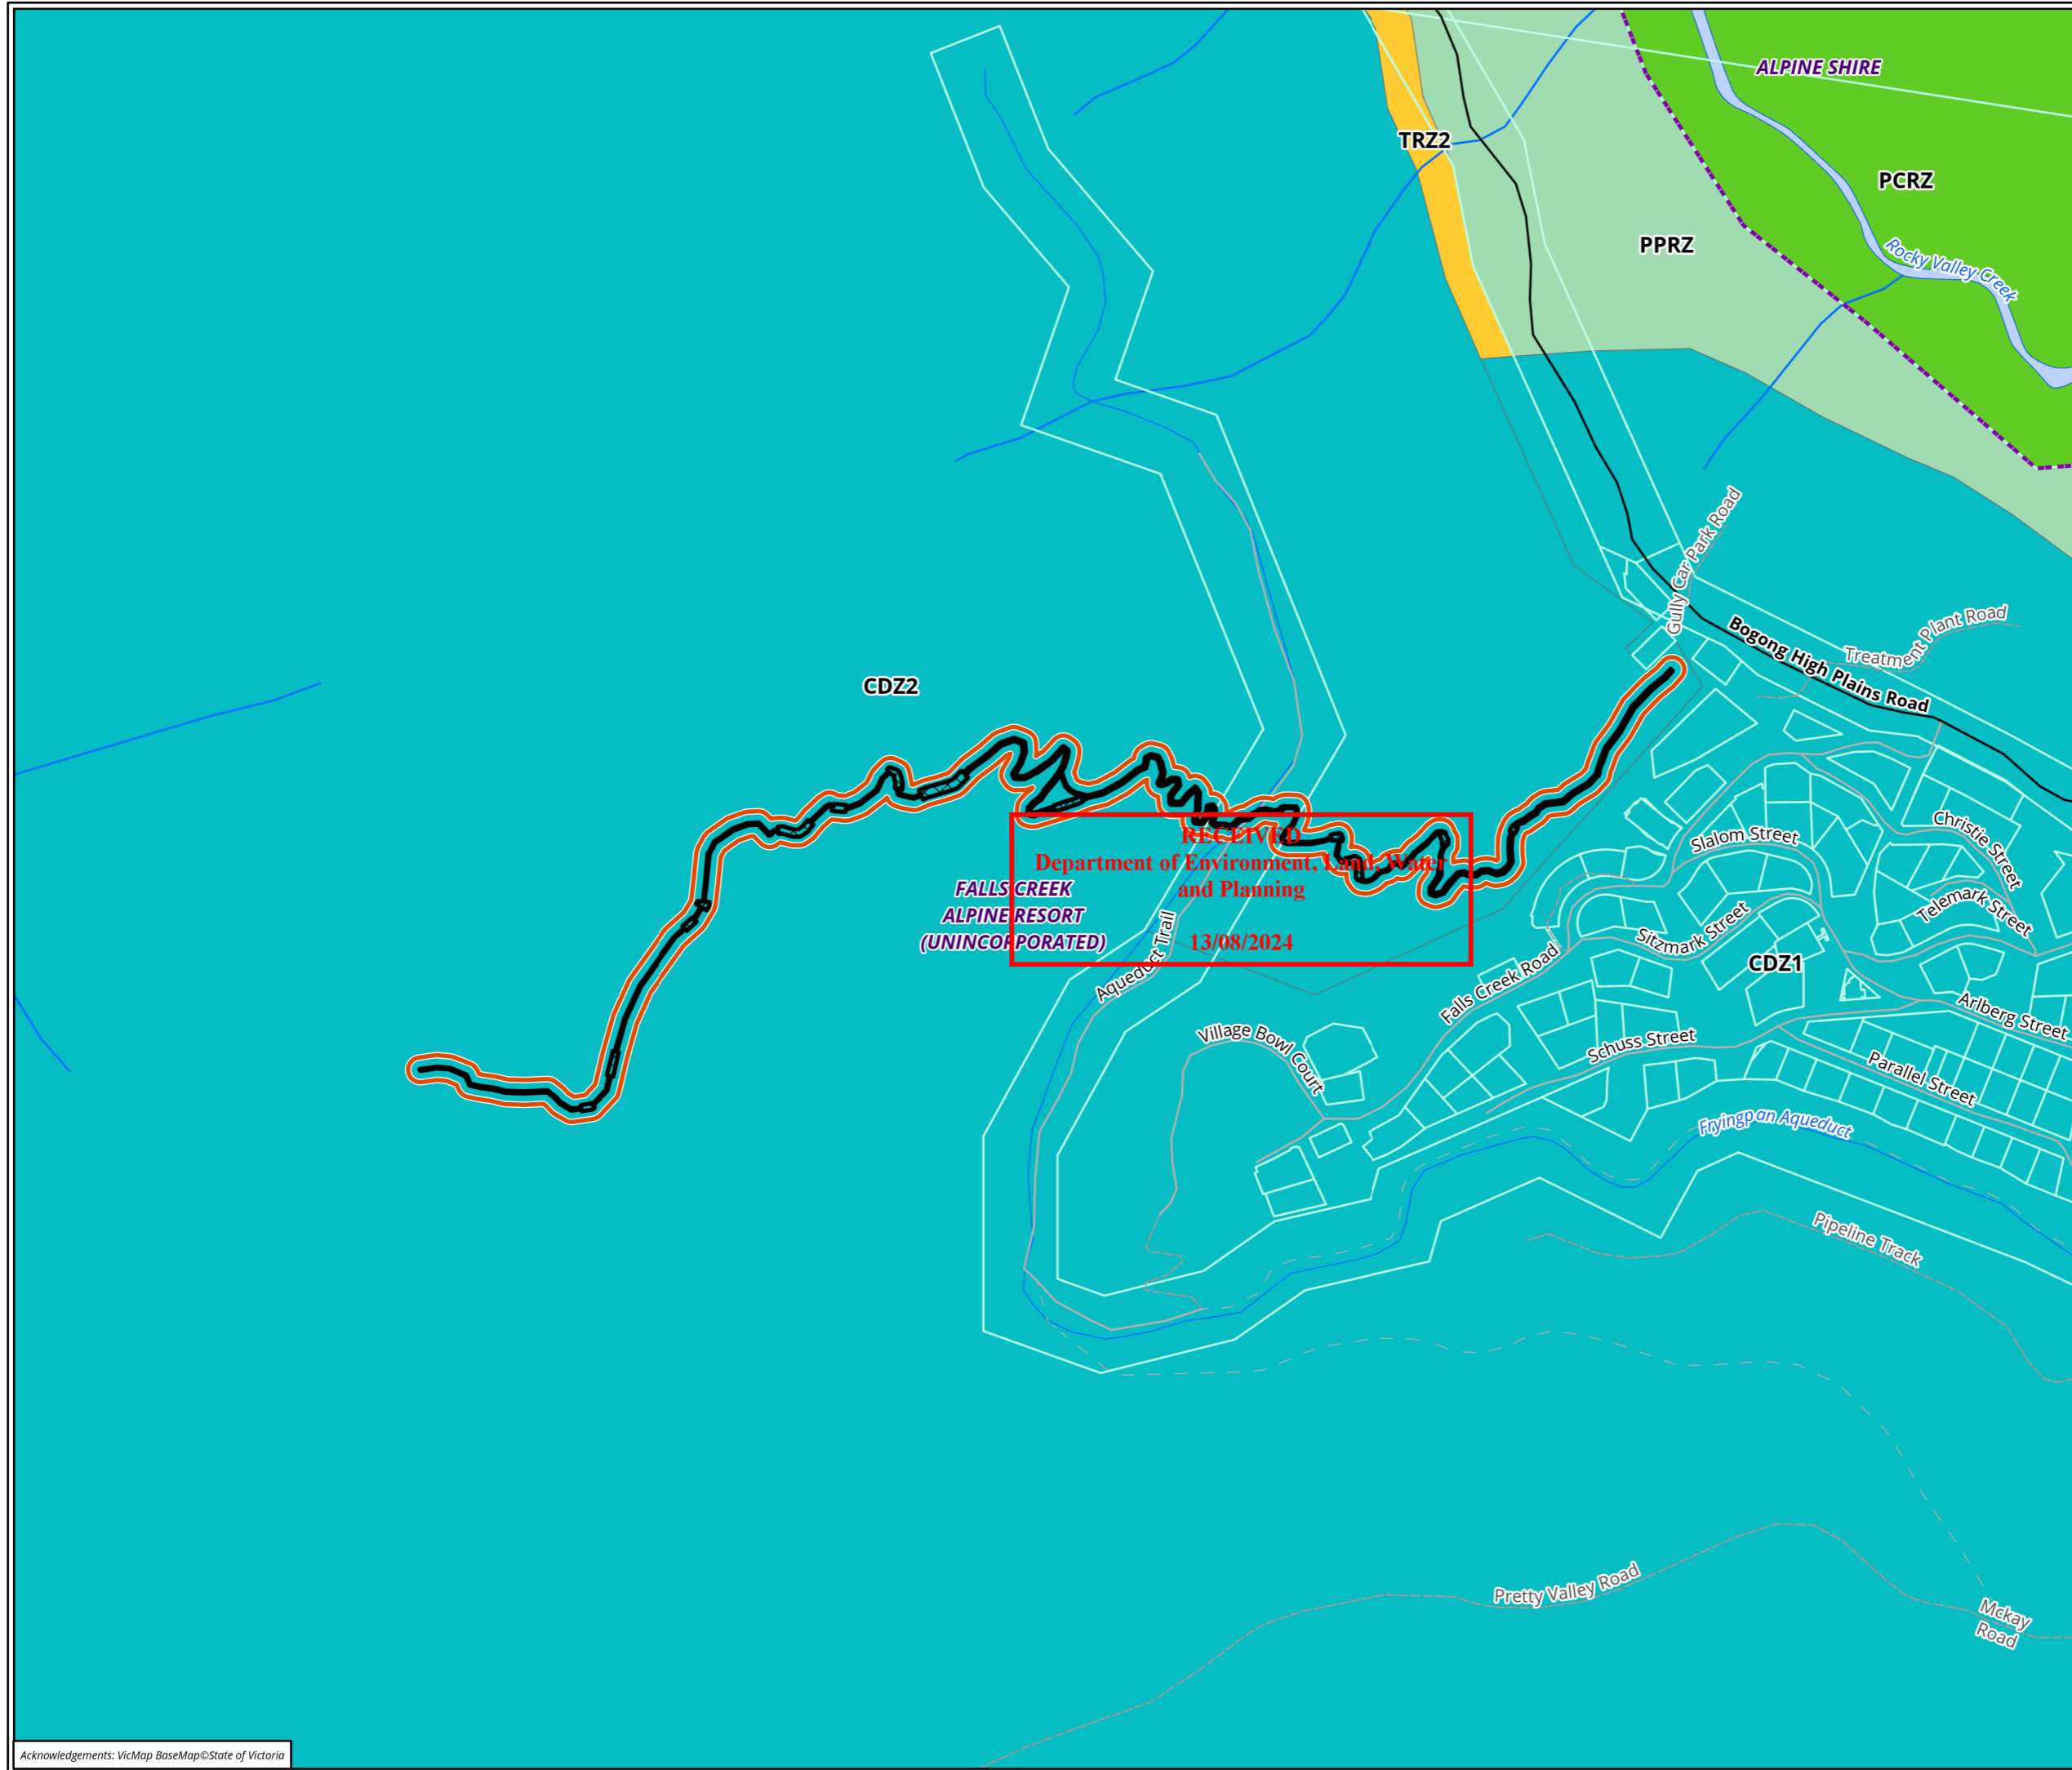 ALPINE SHIRE
TRZ2
PCRZ
PPRZ
Rocky Valley Creek
Gully Car Park Road
Bogong High Plains Road
Treatment Plant Road
CDZ2
RECEIVED
Department of Environment, Land, Water
and Planning
13/08/2024
FALLS CREEK
ALPINE RESORT
(UNINCORPORATED)
Aqueduct Trail
Slalom Street
Christie Street
Telemark Street
Sitzmark Street
CDZ1
Falls Creek Road
Arlberg Street
Village Bowl Court
Schuss Street
Parallel Street
Fryingpan Aqueduct
Pipeline Track
Pretty Valley Road
Mckay
Road
Acknowledgements: VicMap BaseMap©State of Victoria